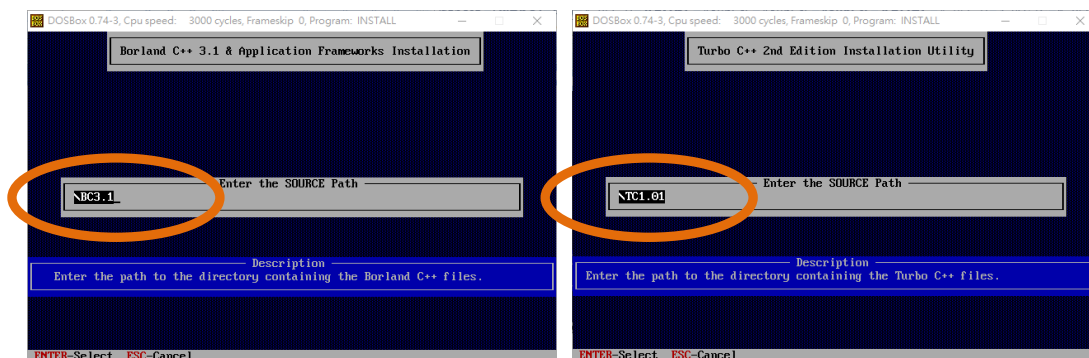 DOSBox 0.74-3, Cpu speed: 3000 cycles, Frameskip 0, Program: INSTALL
Borland C++ 3.1 & Application Frameworks Installation
Enter the SOURCE Path
\BC3.1_
Description
Enter the path to the directory containing the Borland C++ files.
ENTER-Select ESC-Cancel
DOSBox 0.74-3, Cpu speed: 3000 cycles, Frameskip 0, Program: INSTALL
Turbo C++ 2nd Edition Installation Utility
Enter the SOURCE Path
\TC1.01
Description
Enter the path to the directory containing the Turbo C++ files.
ENTER-Select ESC-Cancel